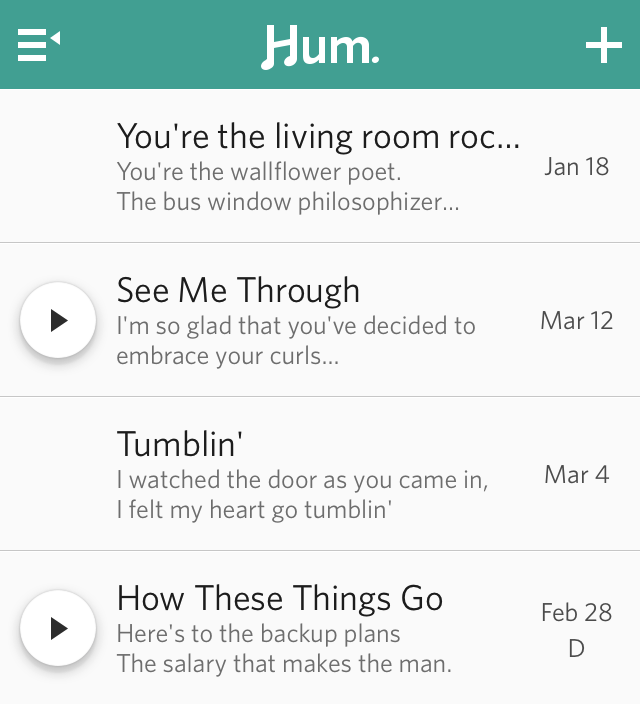 Hum.
You're the living room roc...
You're the wallflower poet.
The bus window philosophizer...
Jan 18
See Me Through
I'm so glad that you've decided to
embrace your curls...
Mar 12
Tumblin'
I watched the door as you came in,
I felt my heart go tumblin'
Mar 4
How These Things Go
Here's to the backup plans
The salary that makes the man.
Feb 28
D